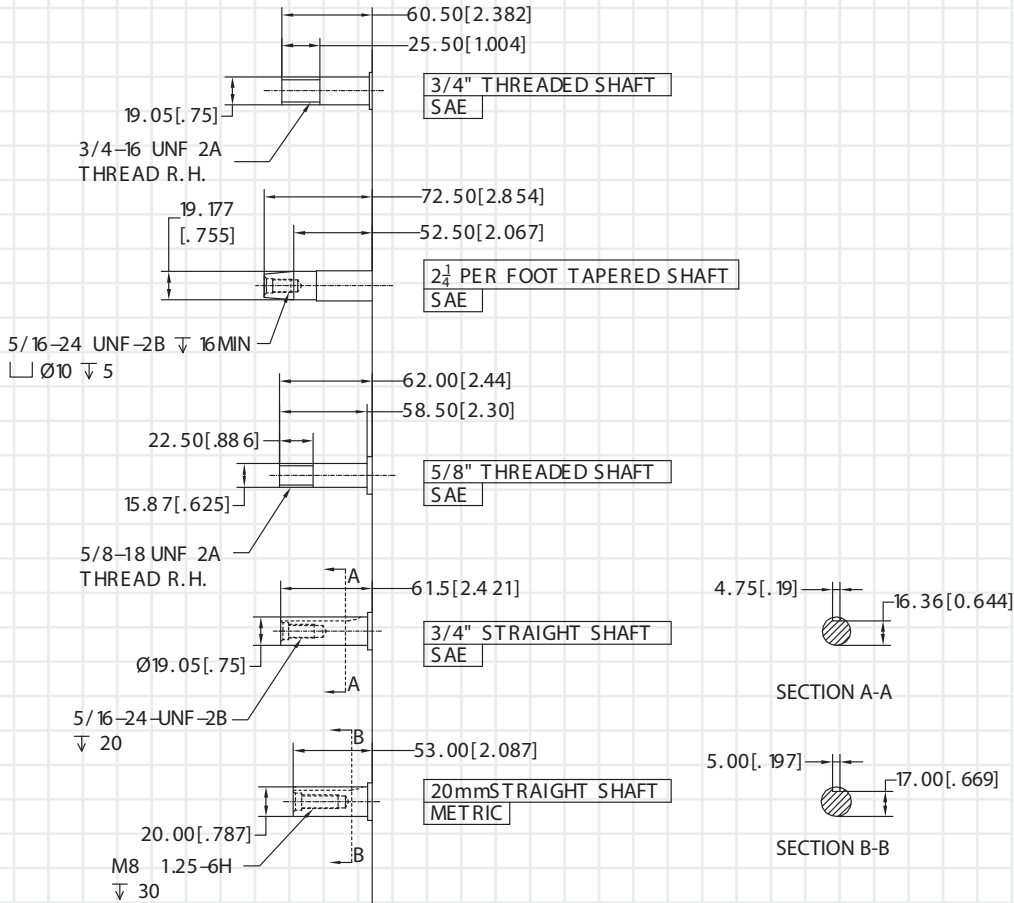 60.50[2.382]
25.50[1.004]
3/4" THREADED SHAFT
SAE
19.05[.75]
3/4–16 UNF 2A
THREAD R.H.
72.50[2.854]
19.177
[.755]
52.50[2.067]
2 1/4 PER FOOT TAPERED SHAFT
SAE
5/16–24 UNF–2B ↧ 16MIN
⌴ Ø10 ↧ 5
62.00[2.44]
58.50[2.30]
22.50[.886]
5/8" THREADED SHAFT
SAE
15.87[.625]
5/8–18 UNF 2A
THREAD R.H.
A
61.5[2.421]
3/4" STRAIGHT SHAFT
SAE
Ø19.05[.75]
A
5/16–24–UNF–2B
↧ 20
4.75[.19]
16.36[0.644]
SECTION A-A
B
53.00[2.087]
20mmSTRAIGHT SHAFT
METRIC
20.00[.787]
B
M8 1.25–6H
↧ 30
5.00[.197]
17.00[.669]
SECTION B-B